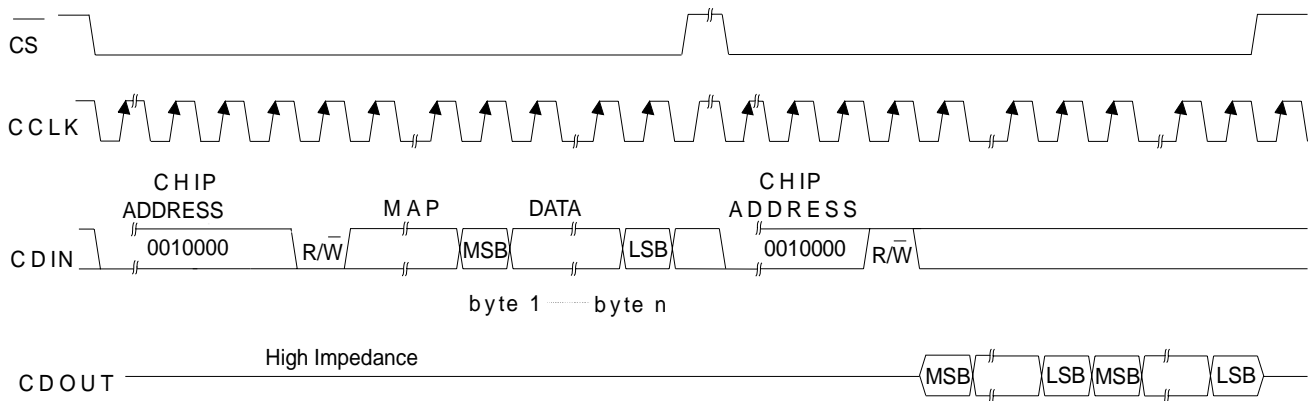 CS
CCLK
CHIP
ADDRESS
MAP
DATA
CHIP
ADDRESS
CDIN
0010000
R/W̅
MSB
LSB
0010000
R/W̅
byte 1
byte n
High Impedance
CDOUT
MSB
LSB
MSB
LSB